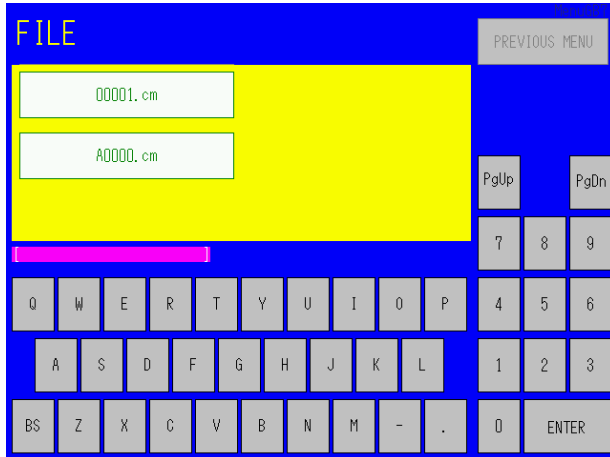 FILE
PREVIOUS MENU
00001.cm
A0000.cm
PgUp PgDn
7 8 9
[ ]
Q W E R T Y U I O P 4 5 6
A S D F G H J K L 1 2 3
BS Z X C V B N M - . 0 ENTER